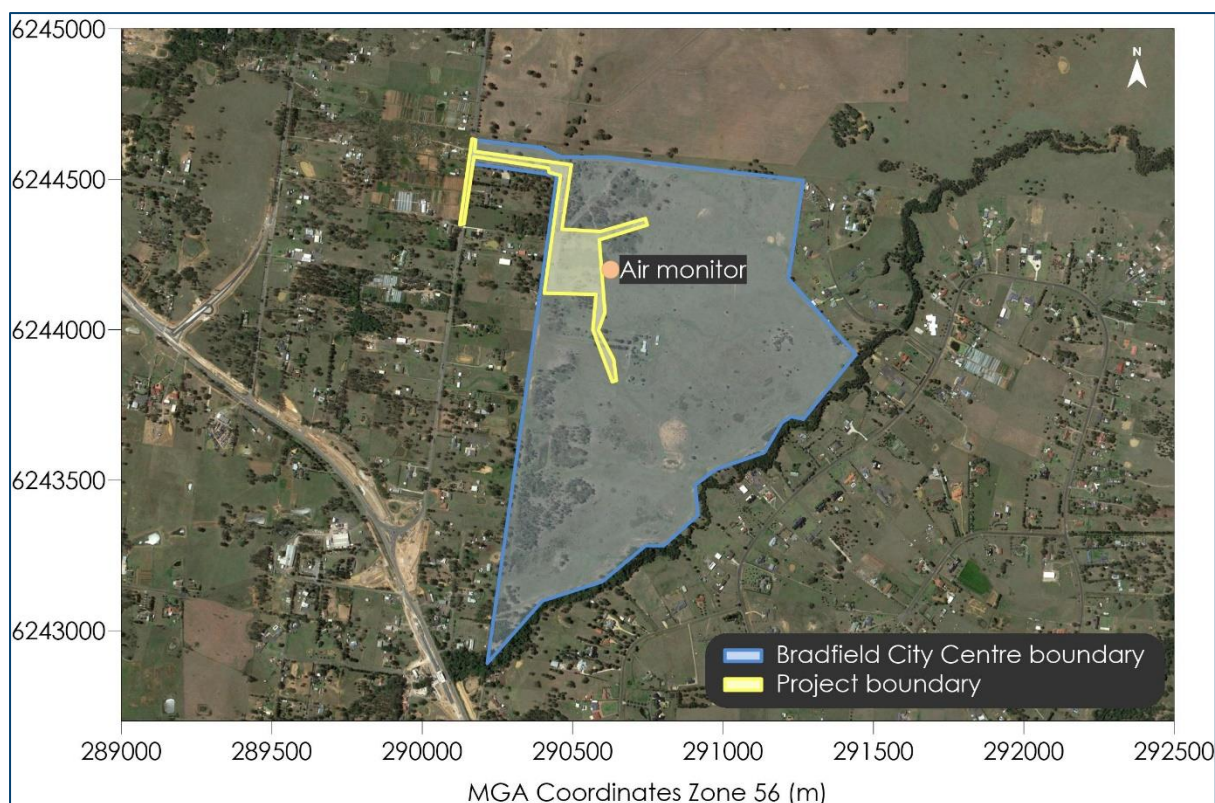 6245000
N
6244500
Air monitor
6244000
6243500
6243000
Bradfield City Centre boundary
Project boundary
289000 289500 290000 290500 291000 291500 292000 292500
MGA Coordinates Zone 56 (m)